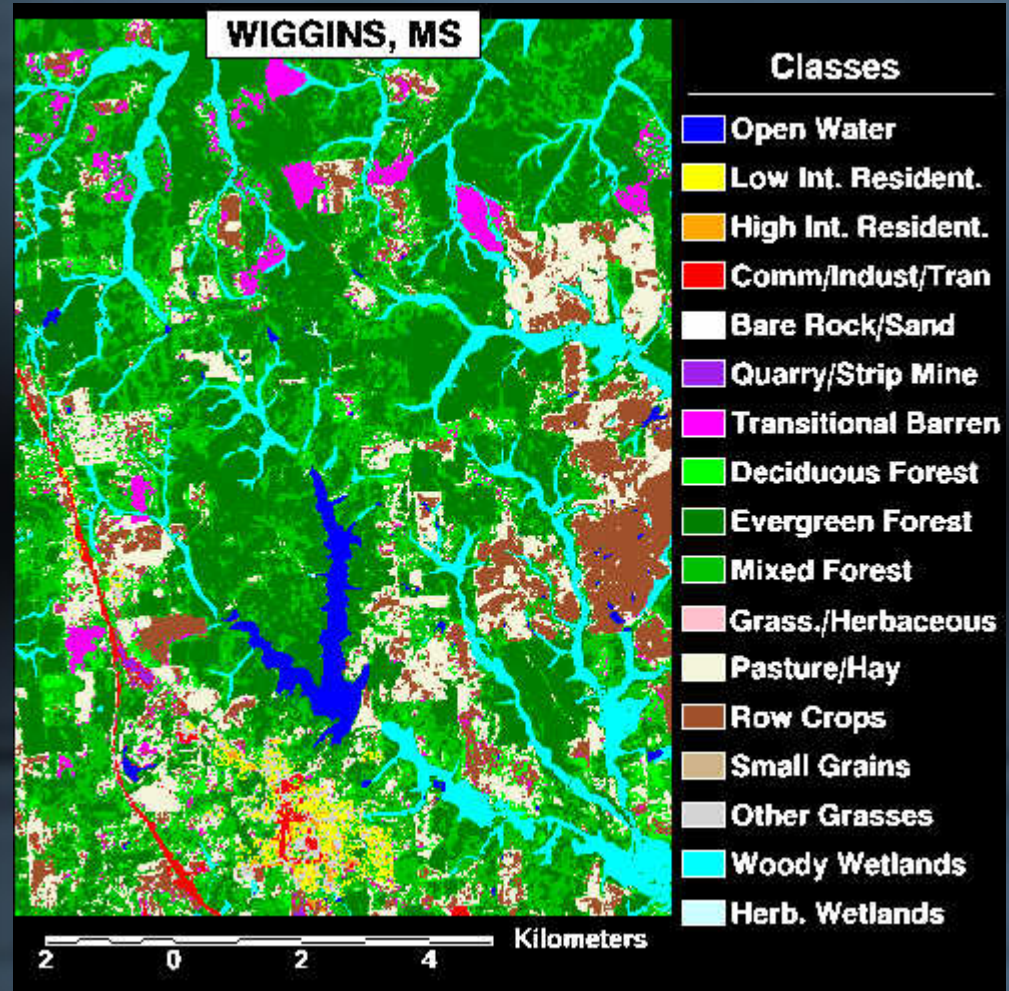 WIGGINS, MS
Classes
Open Water
Low Int. Resident.
High Int. Resident.
Comm/Indust/Tran
Bare Rock/Sand
Quarry/Strip Mine
Transitional Barren
Deciduous Forest
Evergreen Forest
Mixed Forest
Grass./Herbaceous
Pasture/Hay
Row Crops
Small Grains
Other Grasses
Woody Wetlands
Herb. Wetlands
Kilometers
2 0 2 4